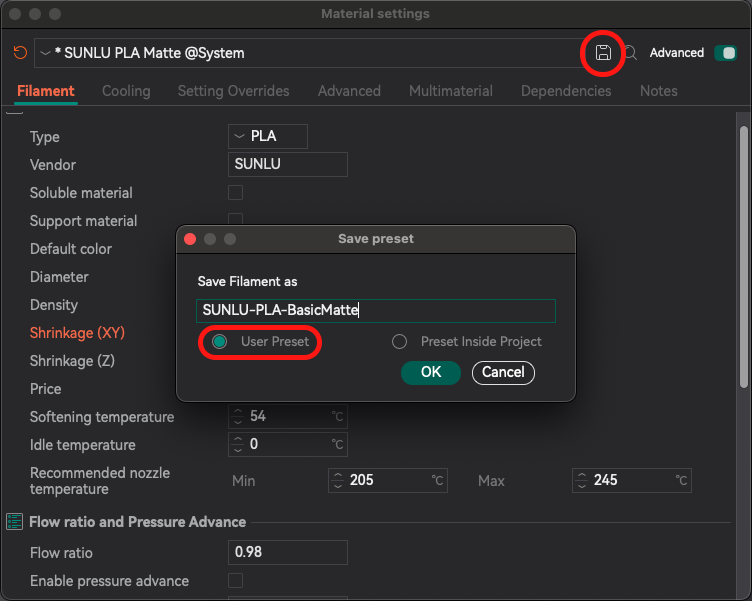 Material settings
* SUNLU PLA Matte @System
Advanced
Filament Cooling Setting Overrides Advanced Multimaterial Dependencies Notes
Type PLA
Vendor SUNLU
Soluble material
Support material
Default color
Diameter
Density
Shrinkage (XY)
Shrinkage (Z)
Price
Save preset
Save Filament as
SUNLU-PLA-BasicMatte
User Preset Preset Inside Project
OK Cancel
Softening temperature 54 °C
Idle temperature 0 °C
Recommended nozzle
temperature
Min 205 °C Max 245 °C
Flow ratio and Pressure Advance
Flow ratio 0.98
Enable pressure advance